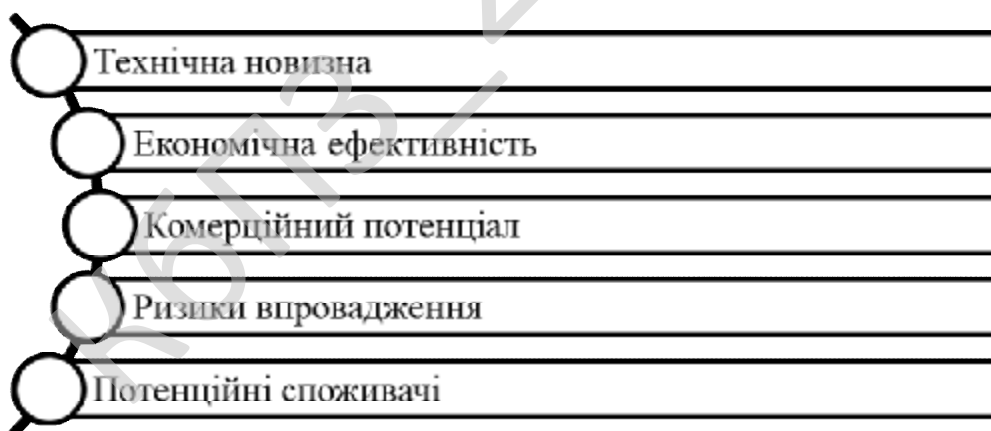 Технічна новизна
Економічна ефективність
Комерційний потенціал
Ризики впровадження
Потенційні споживачі